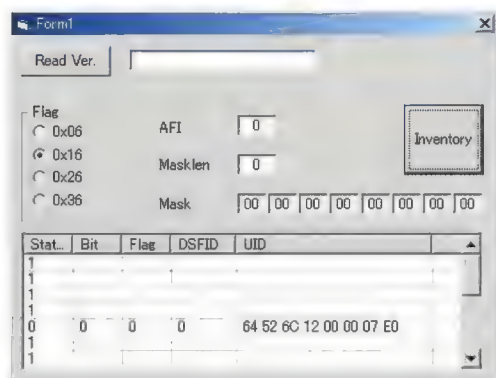 Form1
Read Ver.
Flag
0x06
0x16
0x26
0x36
AFI 0
Masklen 0
Mask 00 00 00 00 00 00 00 00
Inventory
Stat... Bit Flag DSFID UID
1
1
1
1
0 0 0 0 64 52 6C 12 00 00 07 E0
1
1